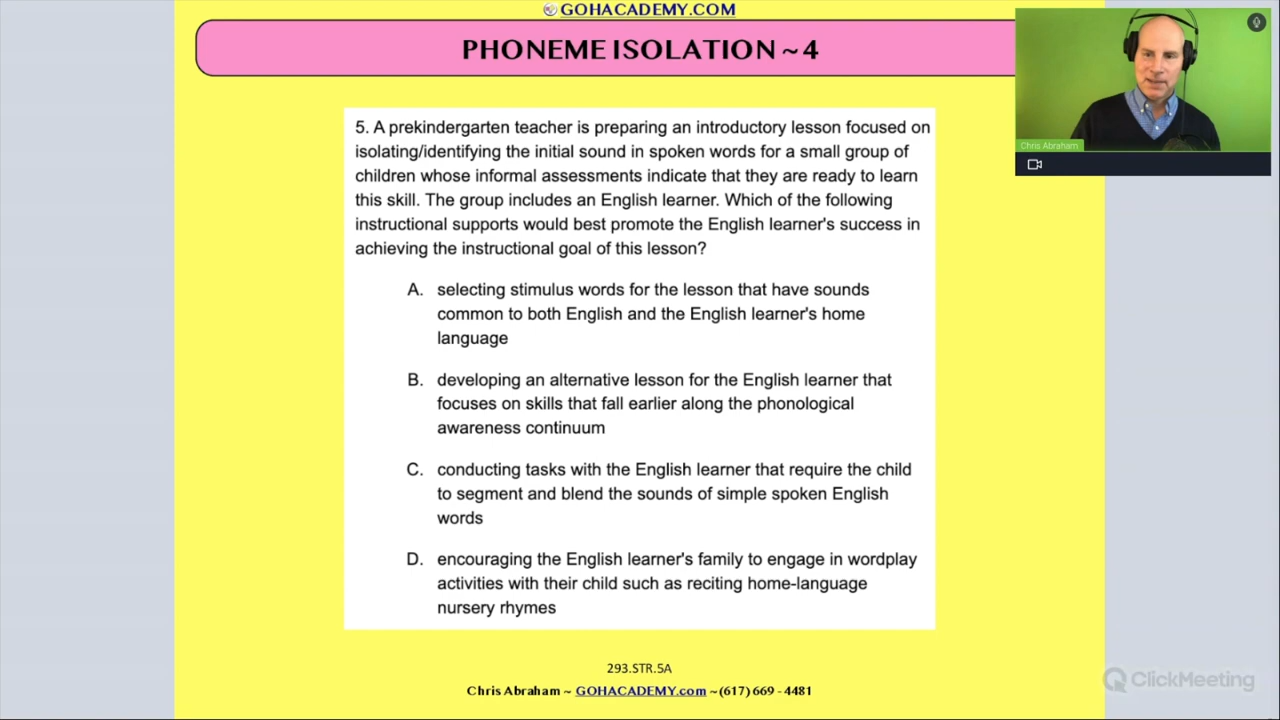 GOHACADEMY.COM
PHONEME ISOLATION ~ 4
Chris Abraham
5. A prekindergarten teacher is preparing an introductory lesson focused on
isolating/identifying the initial sound in spoken words for a small group of
children whose informal assessments indicate that they are ready to learn
this skill. The group includes an English learner. Which of the following
instructional supports would best promote the English learner's success in
achieving the instructional goal of this lesson?
A. selecting stimulus words for the lesson that have sounds
common to both English and the English learner's home
language
B. developing an alternative lesson for the English learner that
focuses on skills that fall earlier along the phonological
awareness continuum
C. conducting tasks with the English learner that require the child
to segment and blend the sounds of simple spoken English
words
D. encouraging the English learner's family to engage in wordplay
activities with their child such as reciting home-language
nursery rhymes
293.STR.5A
Chris Abraham ~ GOHACADEMY.com ~(617) 669 - 4481
ClickMeeting